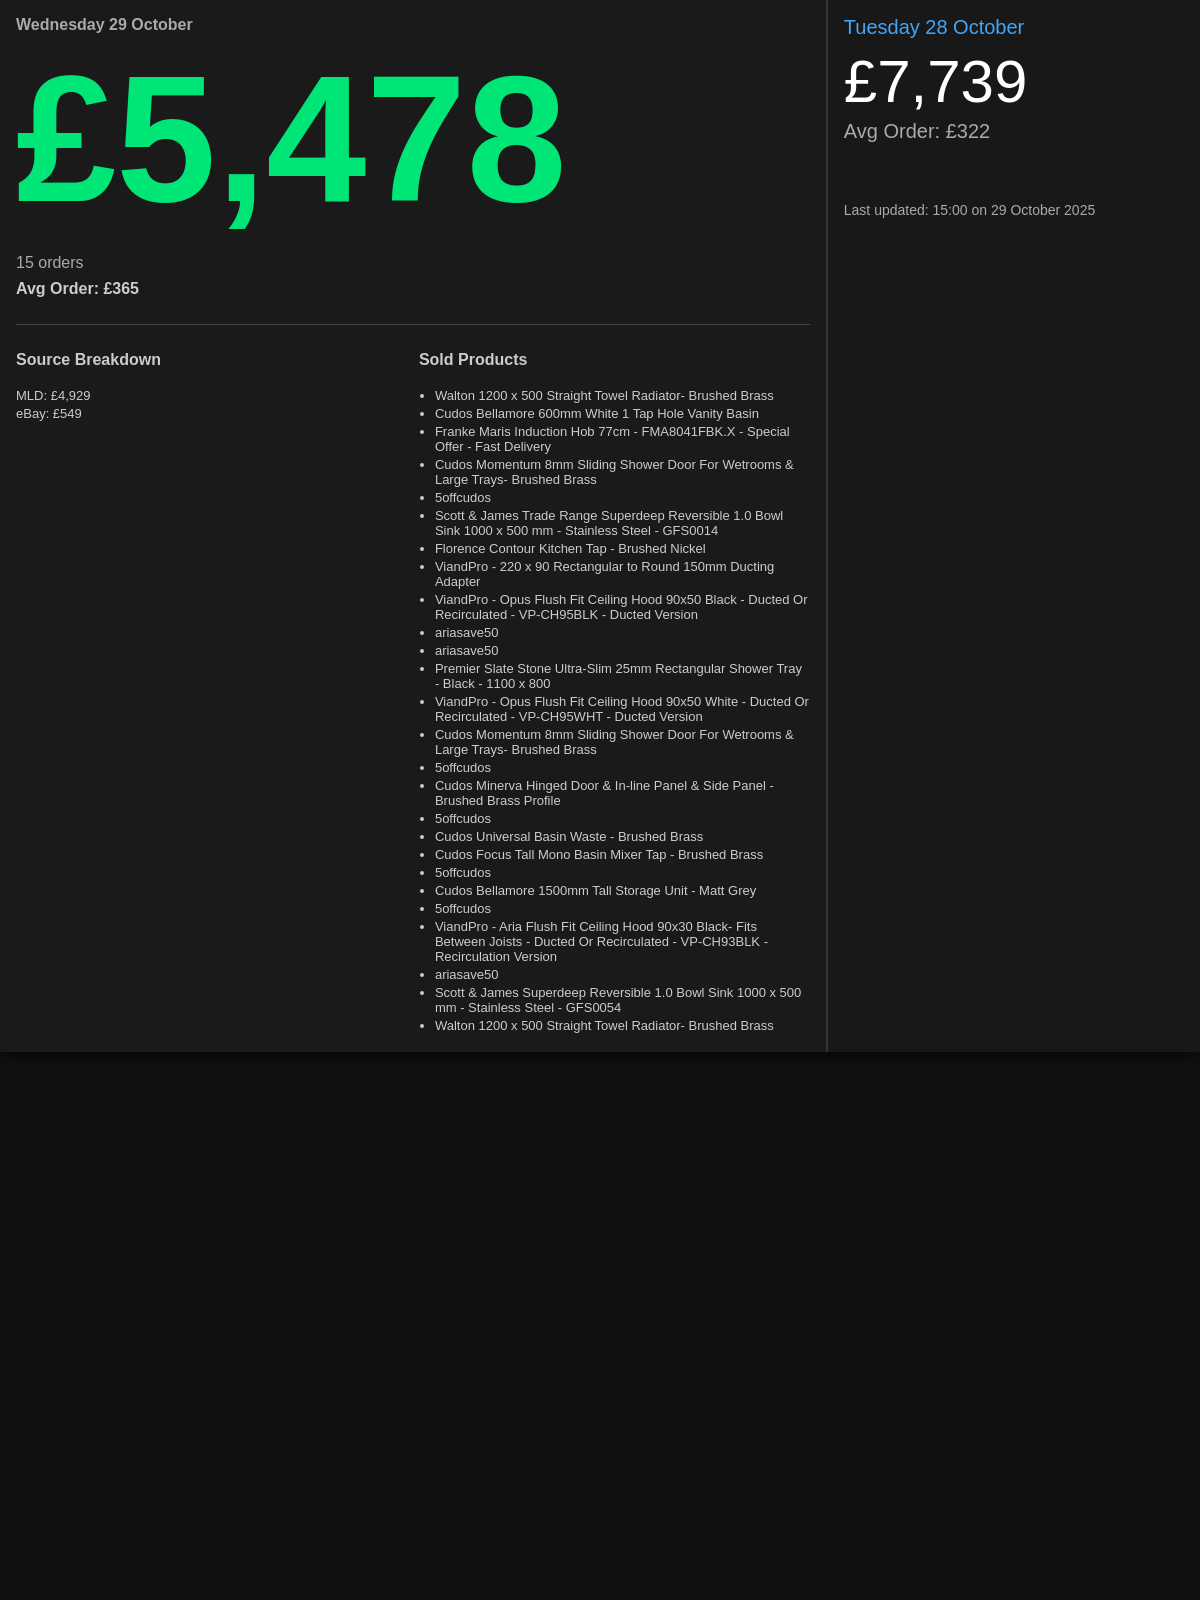 Wednesday 29 October
£5,478
15 orders
Avg Order: £365
Source Breakdown
MLD: £4,929
eBay: £549
Sold Products
Walton 1200 x 500 Straight Towel Radiator- Brushed Brass
Cudos Bellamore 600mm White 1 Tap Hole Vanity Basin
Franke Maris Induction Hob 77cm - FMA8041FBK.X - Special
Offer - Fast Delivery
Cudos Momentum 8mm Sliding Shower Door For Wetrooms &
Large Trays- Brushed Brass
5offcudos
Scott & James Trade Range Superdeep Reversible 1.0 Bowl
Sink 1000 x 500 mm - Stainless Steel - GFS0014
Florence Contour Kitchen Tap - Brushed Nickel
ViandPro - 220 x 90 Rectangular to Round 150mm Ducting
Adapter
ViandPro - Opus Flush Fit Ceiling Hood 90x50 Black - Ducted Or
Recirculated - VP-CH95BLK - Ducted Version
ariasave50
ariasave50
Premier Slate Stone Ultra-Slim 25mm Rectangular Shower Tray
- Black - 1100 x 800
ViandPro - Opus Flush Fit Ceiling Hood 90x50 White - Ducted Or
Recirculated - VP-CH95WHT - Ducted Version
Cudos Momentum 8mm Sliding Shower Door For Wetrooms &
Large Trays- Brushed Brass
5offcudos
Cudos Minerva Hinged Door & In-line Panel & Side Panel -
Brushed Brass Profile
5offcudos
Cudos Universal Basin Waste - Brushed Brass
Cudos Focus Tall Mono Basin Mixer Tap - Brushed Brass
5offcudos
Cudos Bellamore 1500mm Tall Storage Unit - Matt Grey
5offcudos
ViandPro - Aria Flush Fit Ceiling Hood 90x30 Black- Fits
Between Joists - Ducted Or Recirculated - VP-CH93BLK -
Recirculation Version
ariasave50
Scott & James Superdeep Reversible 1.0 Bowl Sink 1000 x 500
mm - Stainless Steel - GFS0054
Walton 1200 x 500 Straight Towel Radiator- Brushed Brass
Tuesday 28 October
£7,739
Avg Order: £322
Last updated: 15:00 on 29 October 2025